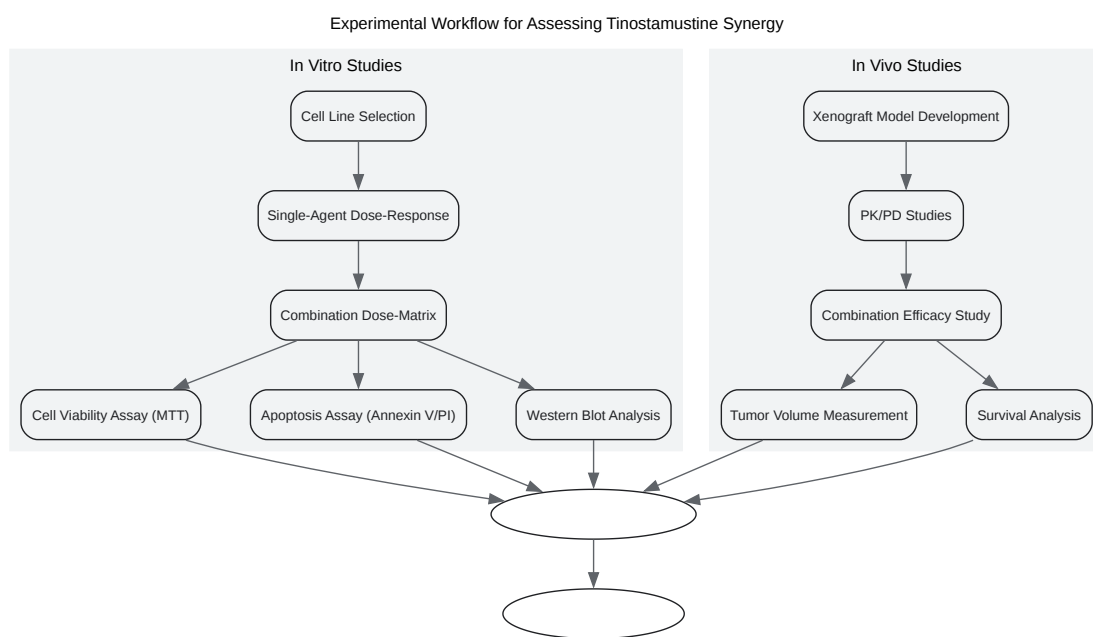 Experimental Workflow for Assessing Tinostamustine Synergy
In Vitro Studies
Cell Line Selection
Single-Agent Dose-Response
Combination Dose-Matrix
Cell Viability Assay (MTT)
Apoptosis Assay (Annexin V/PI)
Western Blot Analysis
In Vivo Studies
Xenograft Model Development
PK/PD Studies
Combination Efficacy Study
Tumor Volume Measurement
Survival Analysis